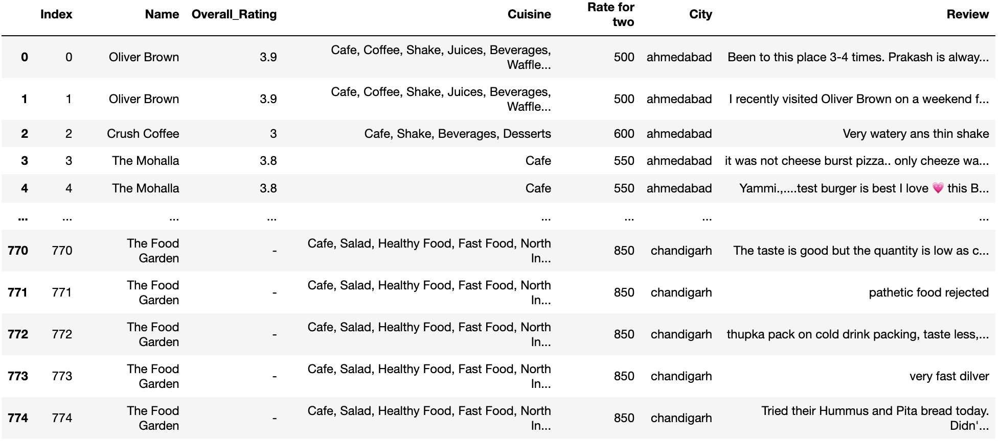 Index Name Overall_Rating Cuisine Rate for two City Review
0 0 Oliver Brown 3.9 Cafe, Coffee, Shake, Juices, Beverages, Waffle... 500 ahmedabad Been to this place 3-4 times. Prakash is alway...
1 1 Oliver Brown 3.9 Cafe, Coffee, Shake, Juices, Beverages, Waffle... 500 ahmedabad I recently visited Oliver Brown on a weekend f...
2 2 Crush Coffee 3 Cafe, Shake, Beverages, Desserts 600 ahmedabad Very watery ans thin shake
3 3 The Mohalla 3.8 Cafe 550 ahmedabad it was not cheese burst pizza.. only cheeze wa...
4 4 The Mohalla 3.8 Cafe 550 ahmedabad Yammi.,....test burger is best I love 💗 this B...
... ... ... ... ... ... ... ...
770 770 The Food Garden - Cafe, Salad, Healthy Food, Fast Food, North In... 850 chandigarh The taste is good but the quantity is low as c...
771 771 The Food Garden - Cafe, Salad, Healthy Food, Fast Food, North In... 850 chandigarh pathetic food rejected
772 772 The Food Garden - Cafe, Salad, Healthy Food, Fast Food, North In... 850 chandigarh thupka pack on cold drink packing, taste less,...
773 773 The Food Garden - Cafe, Salad, Healthy Food, Fast Food, North In... 850 chandigarh very fast dilver
774 774 The Food Garden - Cafe, Salad, Healthy Food, Fast Food, North In... 850 chandigarh Tried their Hummus and Pita bread today. Didn'...